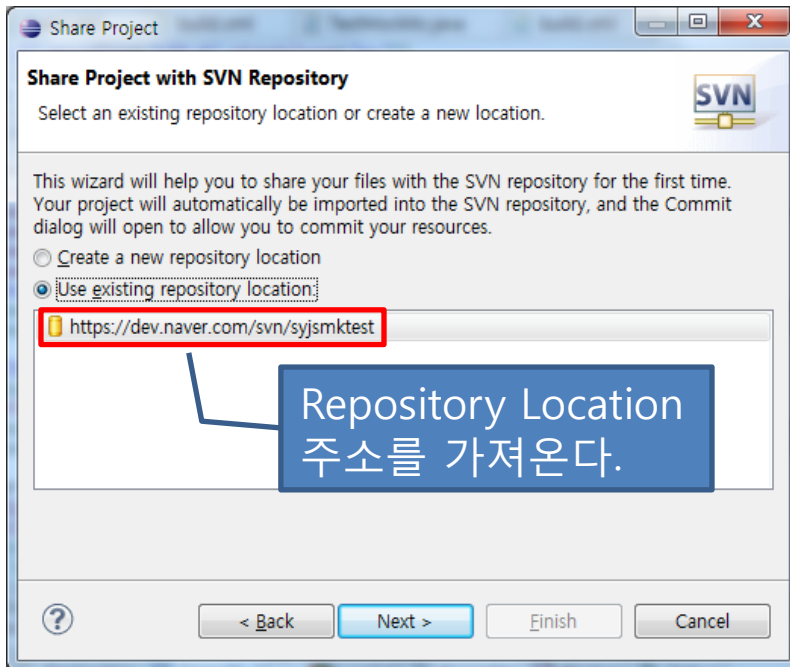 Share Project
Share Project with SVN Repository
Select an existing repository location or create a new location.
SVN
This wizard will help you to share your files with the SVN repository for the first time.
Your project will automatically be imported into the SVN repository, and the Commit
dialog will open to allow you to commit your resources.
Create a new repository location
Use existing repository location:
https://dev.naver.com/svn/syjsmktest
Repository Location
주소를 가져온다.
?
< Back
Next >
Finish
Cancel